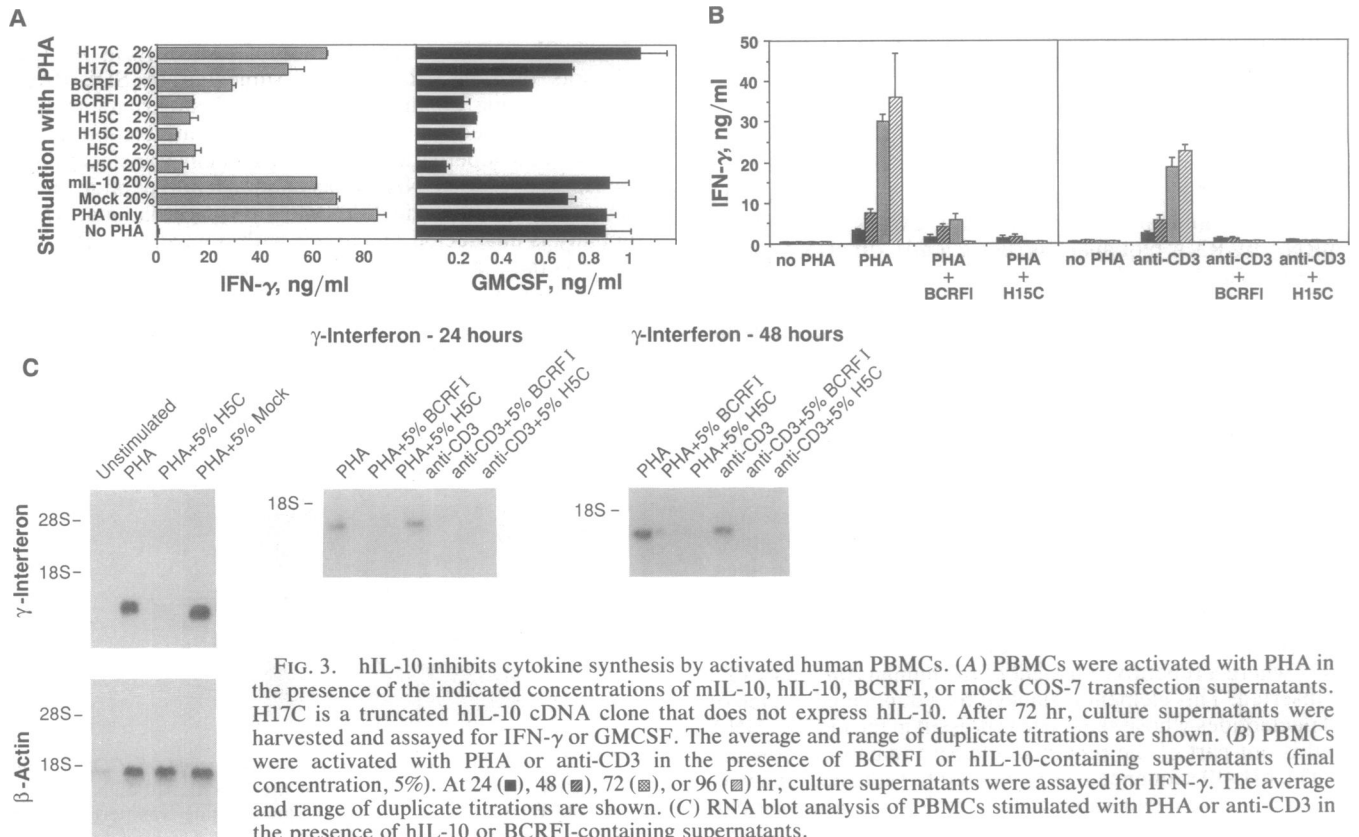 A
Stimulation with PHA
H17C 2%
H17C 20%
BCRFI 2%
BCRFI 20%
H15C 2%
H15C 20%
H5C 2%
H5C 20%
mIL-10 20%
Mock 20%
PHA only
No PHA
0 20 40 60 80
IFN-γ, ng/ml
0.2 0.4 0.6 0.8 1
GMCSF, ng/ml
B
IFN-γ, ng/ml
50
40
30
20
10
0
no PHA PHA PHA + BCRFI PHA + H15C no PHA anti-CD3 anti-CD3 + BCRFI anti-CD3 + H15C
C
γ-Interferon
Unstimulated
PHA
PHA+5% H5C
PHA+5% Mock
28S–
18S–
β-Actin
28S–
18S–
γ-Interferon - 24 hours
PHA
PHA+5% BCRFI
PHA+5% H5C
anti-CD3
anti-CD3+5% BCRFI
anti-CD3+5% H5C
18S –
γ-Interferon - 48 hours
PHA
PHA+5% BCRFI
PHA+5% H5C
anti-CD3
anti-CD3+5% BCRFI
anti-CD3+5% H5C
18S –
FIG. 3. hIL-10 inhibits cytokine synthesis by activated human PBMCs. (A) PBMCs were activated with PHA in
the presence of the indicated concentrations of mIL-10, hIL-10, BCRFI, or mock COS-7 transfection supernatants.
H17C is a truncated hIL-10 cDNA clone that does not express hIL-10. After 72 hr, culture supernatants were
harvested and assayed for IFN-γ or GMCSF. The average and range of duplicate titrations are shown. (B) PBMCs
were activated with PHA or anti-CD3 in the presence of BCRFI or hIL-10-containing supernatants (final
concentration, 5%). At 24 (■), 48 (▨), 72 (▩), or 96 (▨) hr, culture supernatants were assayed for IFN-γ. The average
and range of duplicate titrations are shown. (C) RNA blot analysis of PBMCs stimulated with PHA or anti-CD3 in
the presence of hIL-10 or BCRFI-containing supernatants.